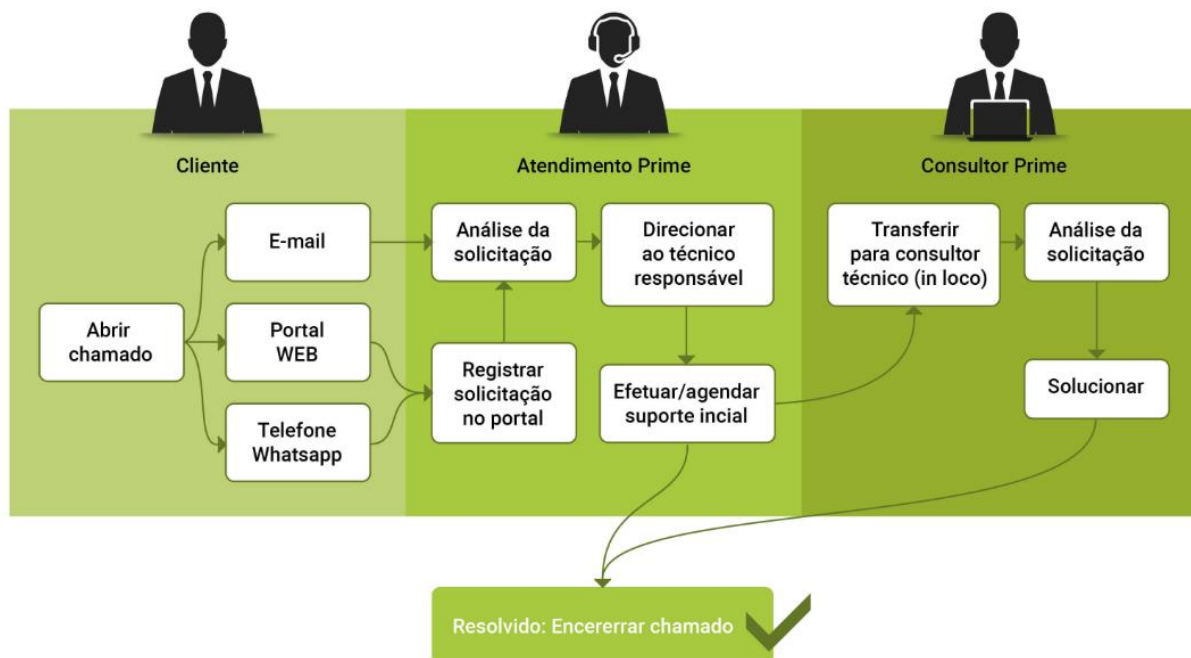 Cliente
Atendimento Prime
Consultor Prime
Abrir
chamado
E-mail
Portal
WEB
Telefone
Whatsapp
Análise da
solicitação
Direcionar
ao técnico
responsável
Registrar
solicitação
no portal
Efetuar/agendar
suporte incial
Transferir
para consultor
técnico (in loco)
Análise da
solicitação
Solucionar
Resolvido: Encererrar chamado